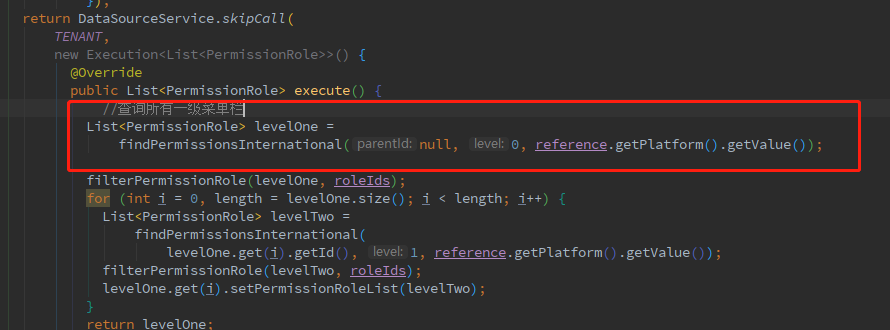 });
return DataSourceService.skipCall(
TENANT,
new Execution<List<PermissionRole>>() {
@Override
public List<PermissionRole> execute() {
//查询所有一级菜单栏
List<PermissionRole> levelOne =
findPermissionsInternational( parentId: null, level: 0, reference.getPlatform().getValue());
filterPermissionRole(levelOne, roleIds);
for (int i = 0, length = levelOne.size(); i < length; i++) {
List<PermissionRole> levelTwo =
findPermissionsInternational(
levelOne.get(i).getId(), level: 1, reference.getPlatform().getValue());
filterPermissionRole(levelTwo, roleIds);
levelOne.get(i).setPermissionRoleList(levelTwo);
}
return levelOne;